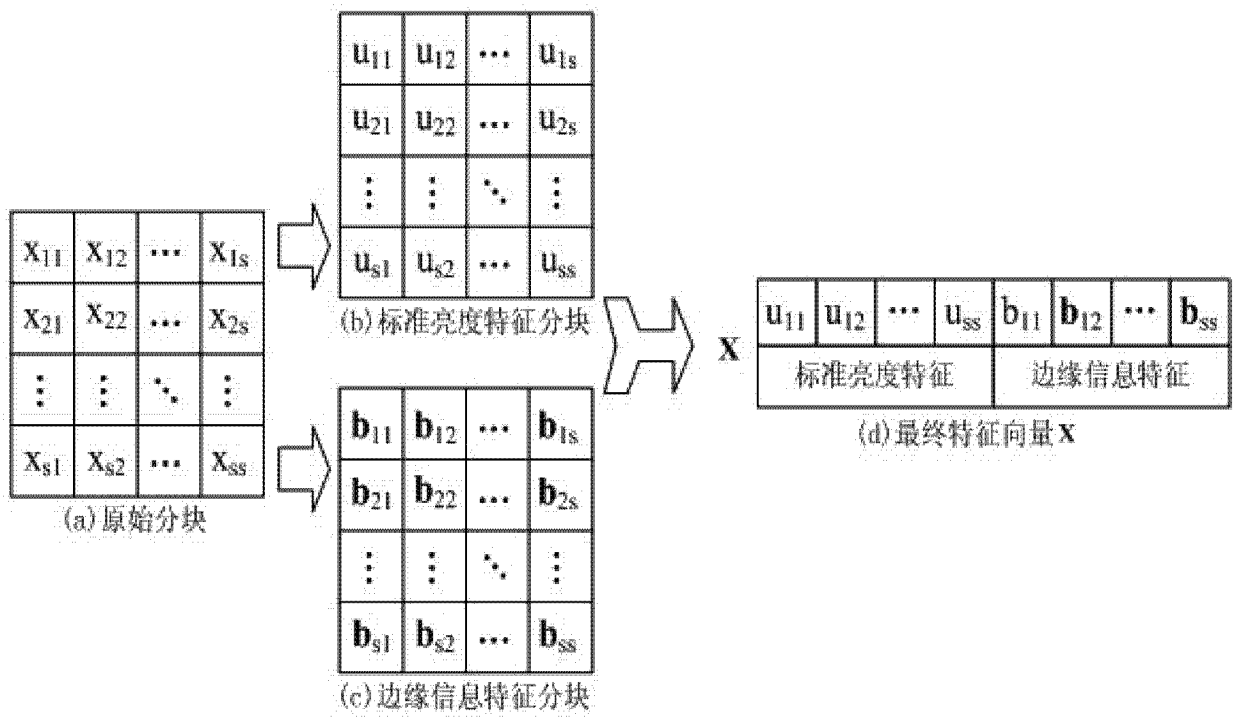 u11 u12 ⋯ u1s
u21 u22 ⋯ u2s
⋮ ⋮ ⋱ ⋮
us1 us2 ⋯ uss
(b)标准亮度特征分块
x11 x12 ⋯ x1s
x21 x22 ⋯ x2s
⋮ ⋮ ⋱ ⋮
xs1 xs2 ⋯ xss
(a)原始分块
b11 b12 ⋯ b1s
b21 b22 ⋯ b2s
⋮ ⋮ ⋱ ⋮
bs1 bs2 ⋯ bss
(c)边缘信息特征分块
X u11 u12 ⋯ uss b11 b12 ⋯ bss
标准亮度特征 边缘信息特征
(d)最终特征向量X